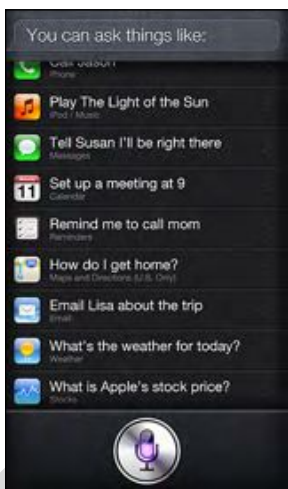 You can ask things like:
Call Jason
Phone
Play The Light of the Sun
iPod / Music
Tell Susan I'll be right there
Messages
11
Set up a meeting at 9
Calendar
Remind me to call mom
Reminders
How do I get home?
Maps and Directions (U.S. Only)
Email Lisa about the trip
Email
What's the weather for today?
Weather
What is Apple's stock price?
Stocks